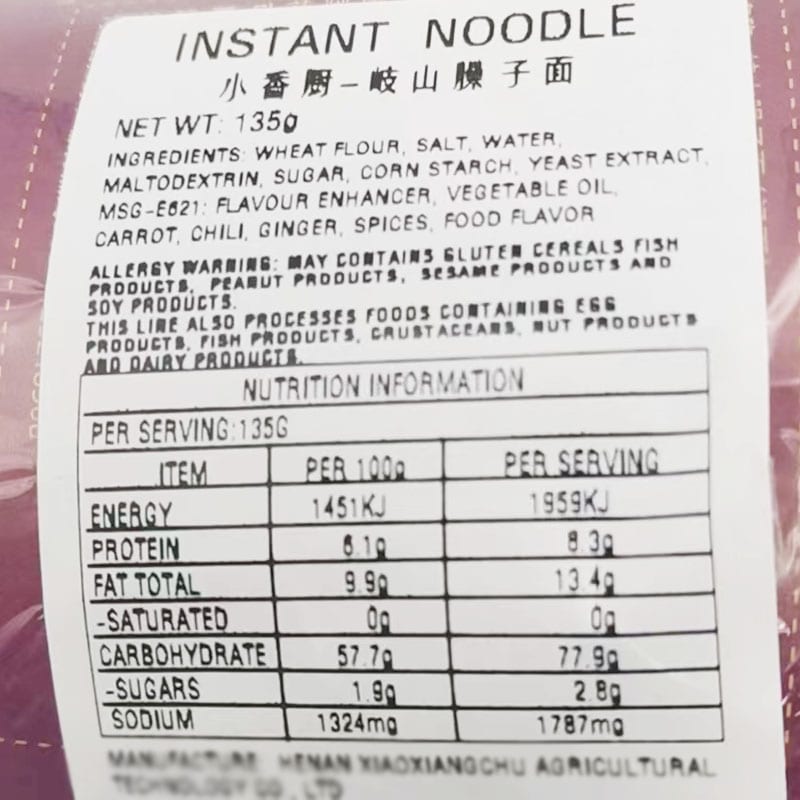 INSTANT NOODLE
小香厨-岐山臊子面
NET WT: 135g
INGREDIENTS: WHEAT FLOUR, SALT, WATER,
MALTODEXTRIN, SUGAR, CORN STARCH, YEAST EXTRACT,
MSG-E621: FLAVOUR ENHANCER, VEGETABLE OIL,
CARROT, CHILI, GINGER, SPICES, FOOD FLAVOR
ALLERGY WARNING: MAY CONTAINS GLUTEN CEREALS FISH
PRODUCTS, PEANUT PRODUCTS, SESAME PRODUCTS AND
SOY PRODUCTS.
THIS LINE ALSO PROCESSES FOODS CONTAINING EGG
PRODUCTS, FISH PRODUCTS, CRUSTACEANS, NUT PRODUCTS
AND DAIRY PRODUCTS.
NUTRITION INFORMATION
PER SERVING:135G
ITEM PER 100g PER SERVING
ENERGY 1451KJ 1959KJ
PROTEIN 6.1g 8.3g
FAT TOTAL 9.9g 13.4g
-SATURATED 0g 0g
CARBOHYDRATE 57.7g 77.9g
-SUGARS 1.9g 2.8g
SODIUM 1324mg 1787mg
MANUFACTURE HENAN XIAOXIANGCHU AGRICULTURAL
TECHNOLOGY CO., LTD